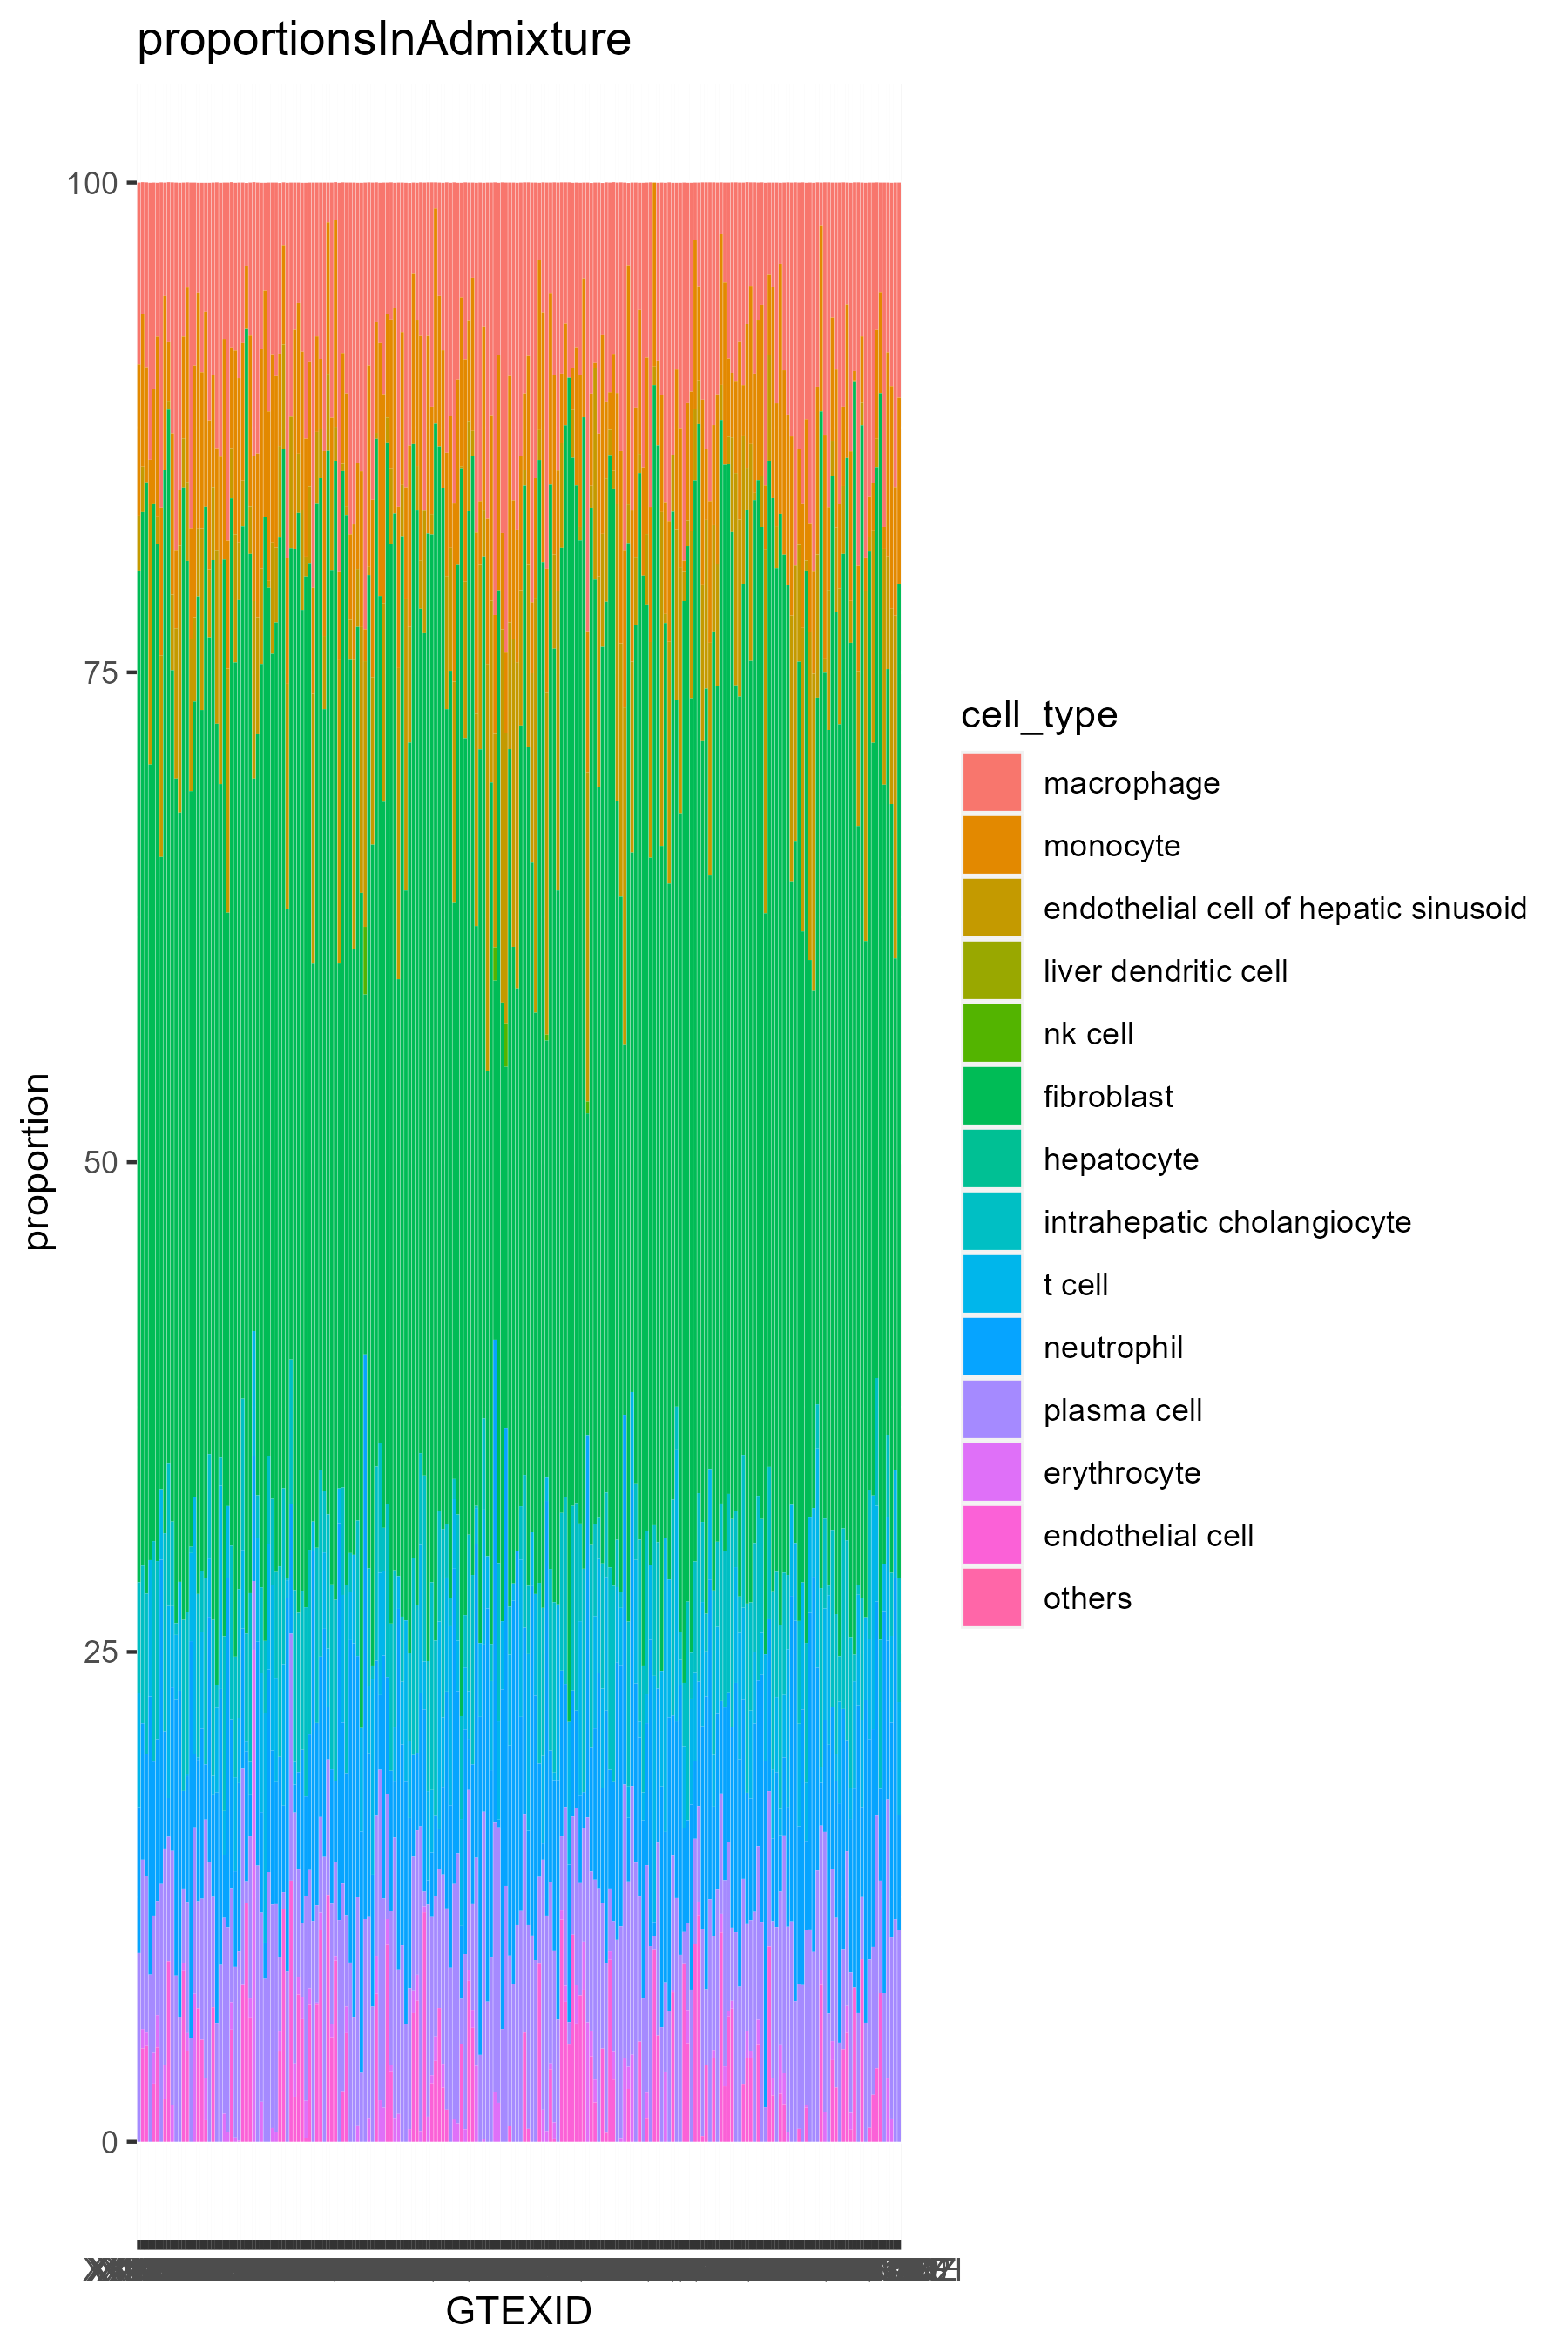 proportionsInAdmixture
100
75
50
25
0
proportion
GTEXID
cell_type
macrophage
monocyte
endothelial cell of hepatic sinusoid
liver dendritic cell
nk cell
fibroblast
hepatocyte
intrahepatic cholangiocyte
t cell
neutrophil
plasma cell
erythrocyte
endothelial cell
others